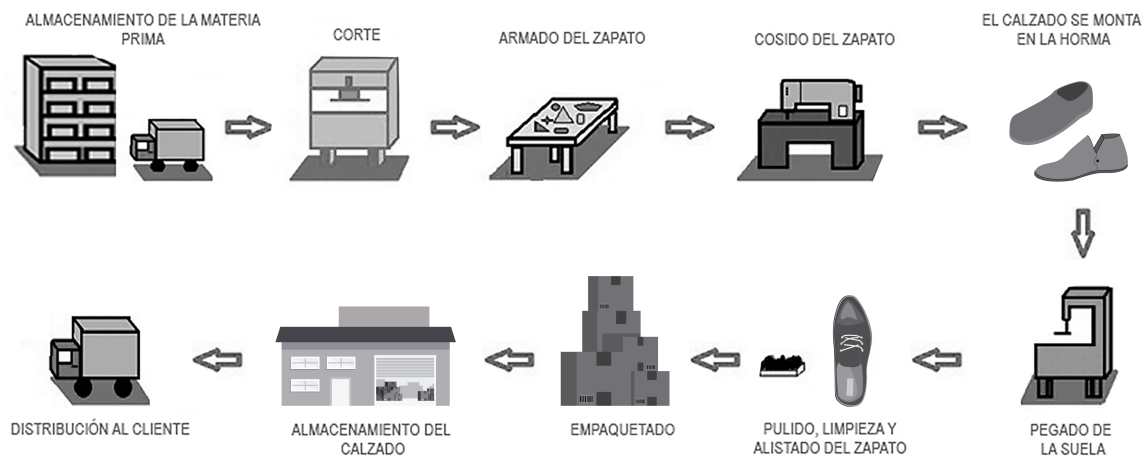 ALMACENAMIENTO DE LA MATERIA
PRIMA
CORTE
ARMADO DEL ZAPATO
COSIDO DEL ZAPATO
EL CALZADO SE MONTA
EN LA HORMA
DISTRIBUCIÓN AL CLIENTE
ALMACENAMIENTO DEL
CALZADO
EMPAQUETADO
PULIDO, LIMPIEZA Y
ALISTADO DEL ZAPATO
PEGADO DE
LA SUELA